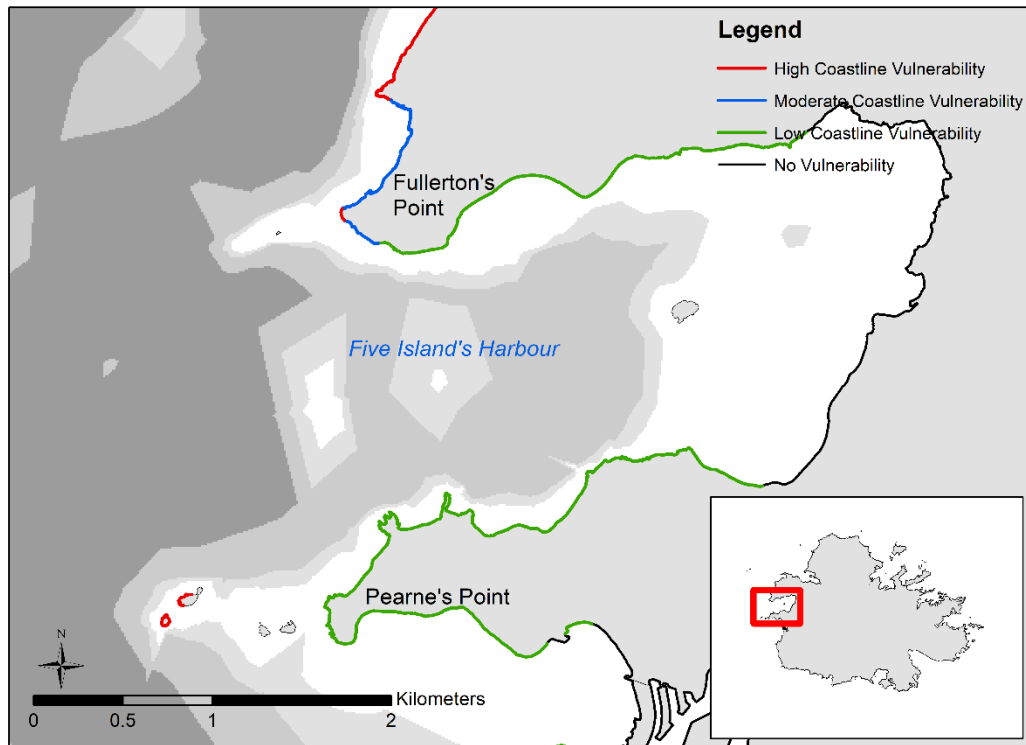 Legend
High Coastline Vulnerability
Moderate Coastline Vulnerability
Low Coastline Vulnerability
No Vulnerability
Fullerton's
Point
Five Island's Harbour
Pearne's Point
N
Kilometers
0 0.5 1 2